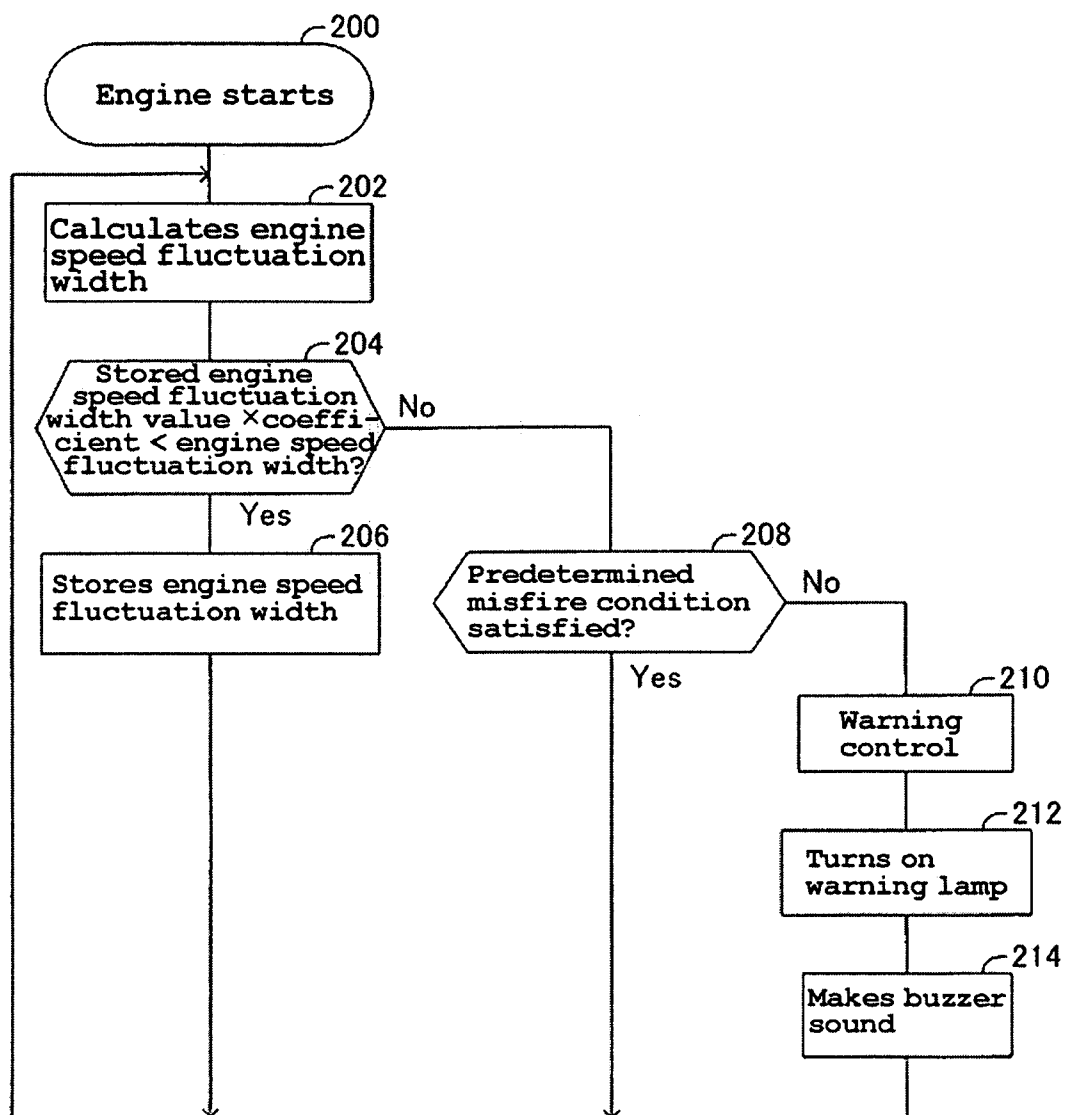 200
Engine starts
202
Calculates engine
speed fluctuation
width
204
Stored engine
speed fluctuation
width value ×coeffi-
cient < engine speed
fluctuation width?
No
Yes
206
Stores engine speed
fluctuation width
208
Predetermined
misfire condition
satisfied?
No
Yes
210
Warning
control
212
Turns on
warning lamp
214
Makes buzzer
sound